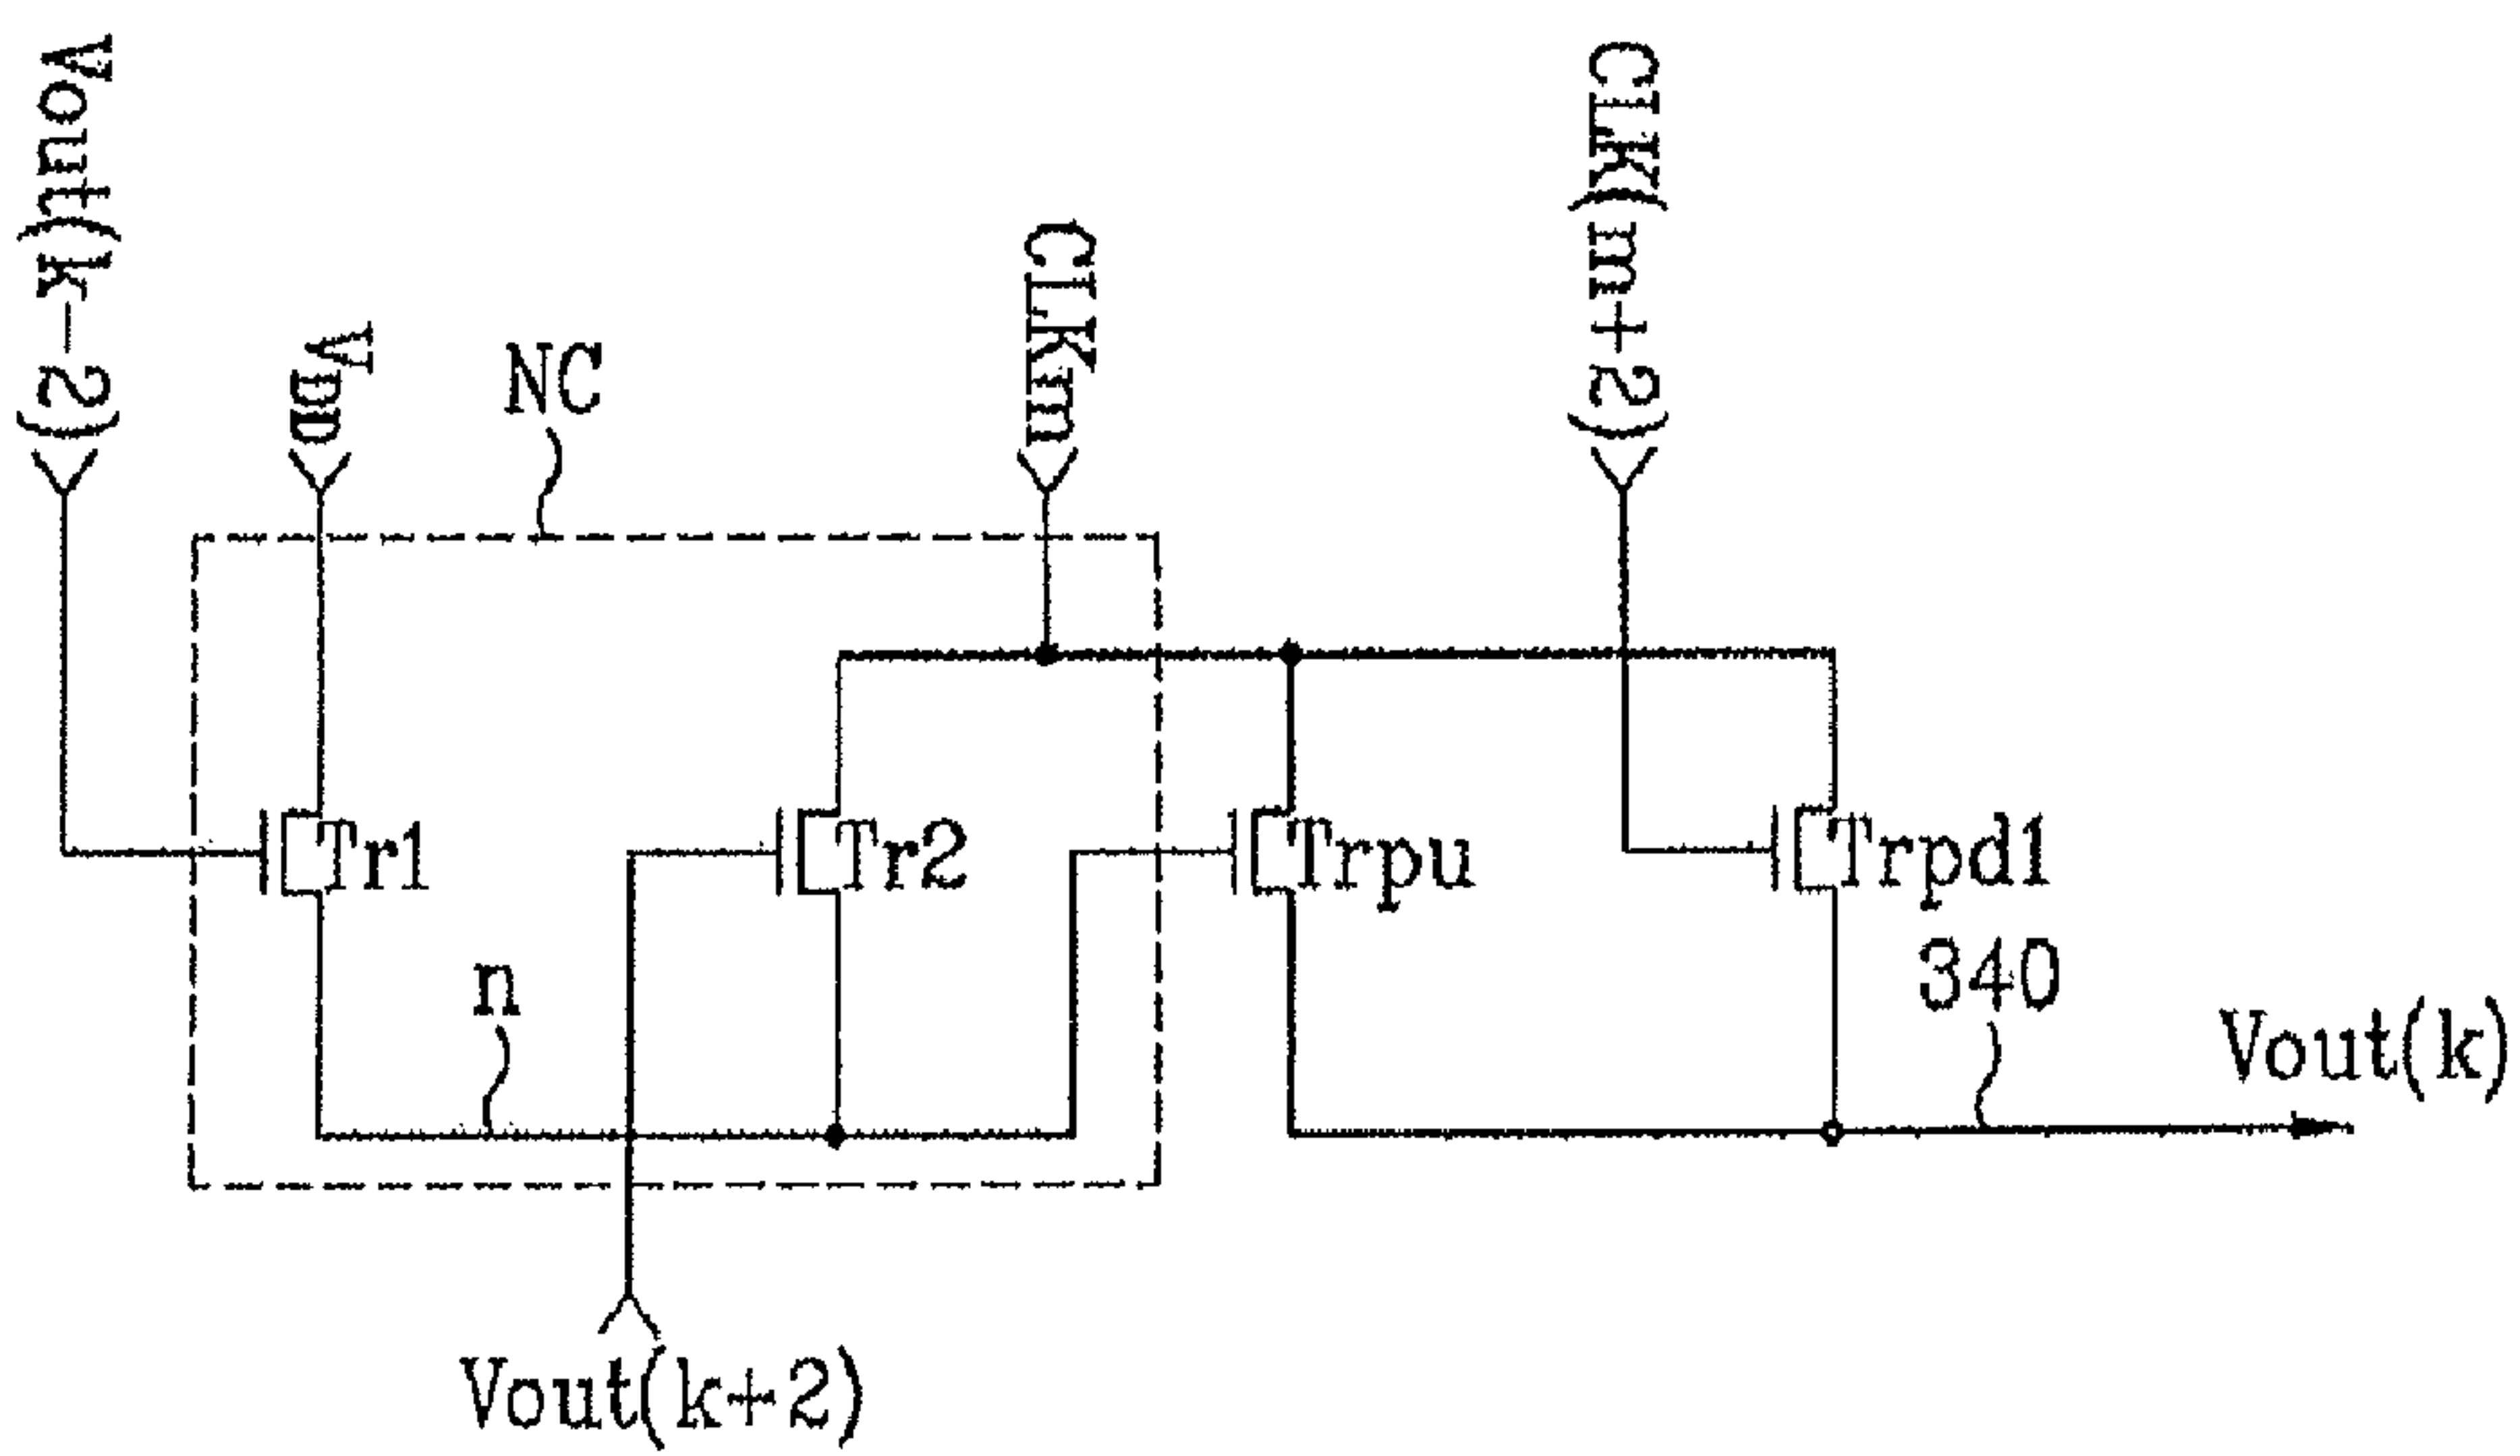 Vout(k-2)
VDD
NC
CLKm
CLK(m+2)
Tr1
Tr2
Trpu
Trpd1
n
340
Vout(k)
Vout(k+2)